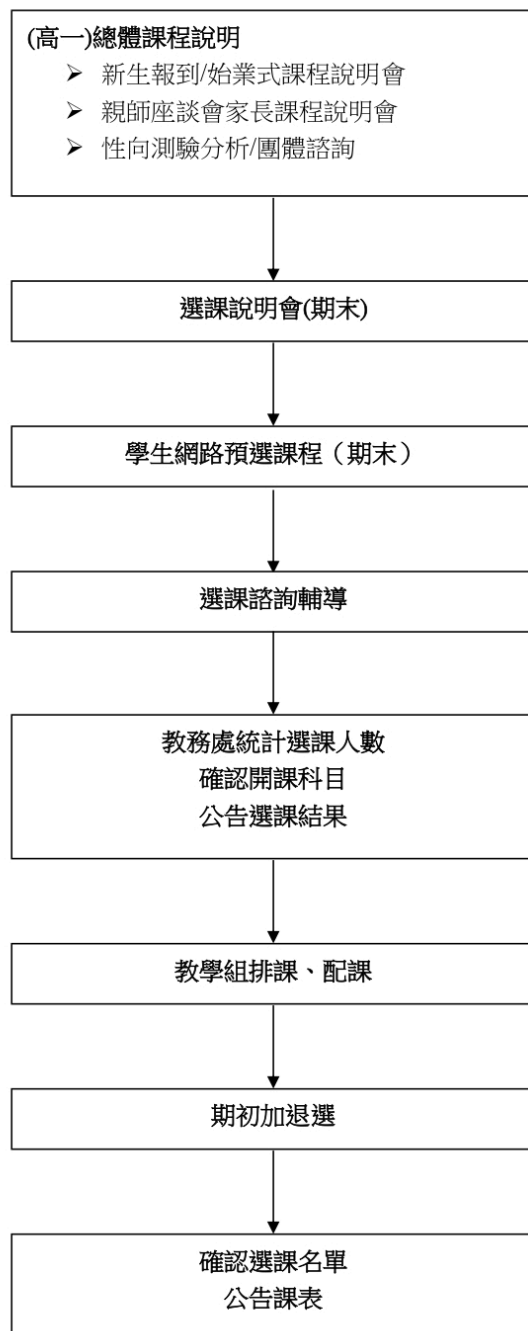 (高一)總體課程說明
➢ 新生報到/始業式課程說明會
➢ 親師座談會家長課程說明會
➢ 性向測驗分析/團體諮詢
選課說明會(期末)
學生網路預選課程（期末）
選課諮詢輔導
教務處統計選課人數
確認開課科目
公告選課結果
教學組排課、配課
期初加退選
確認選課名單
公告課表